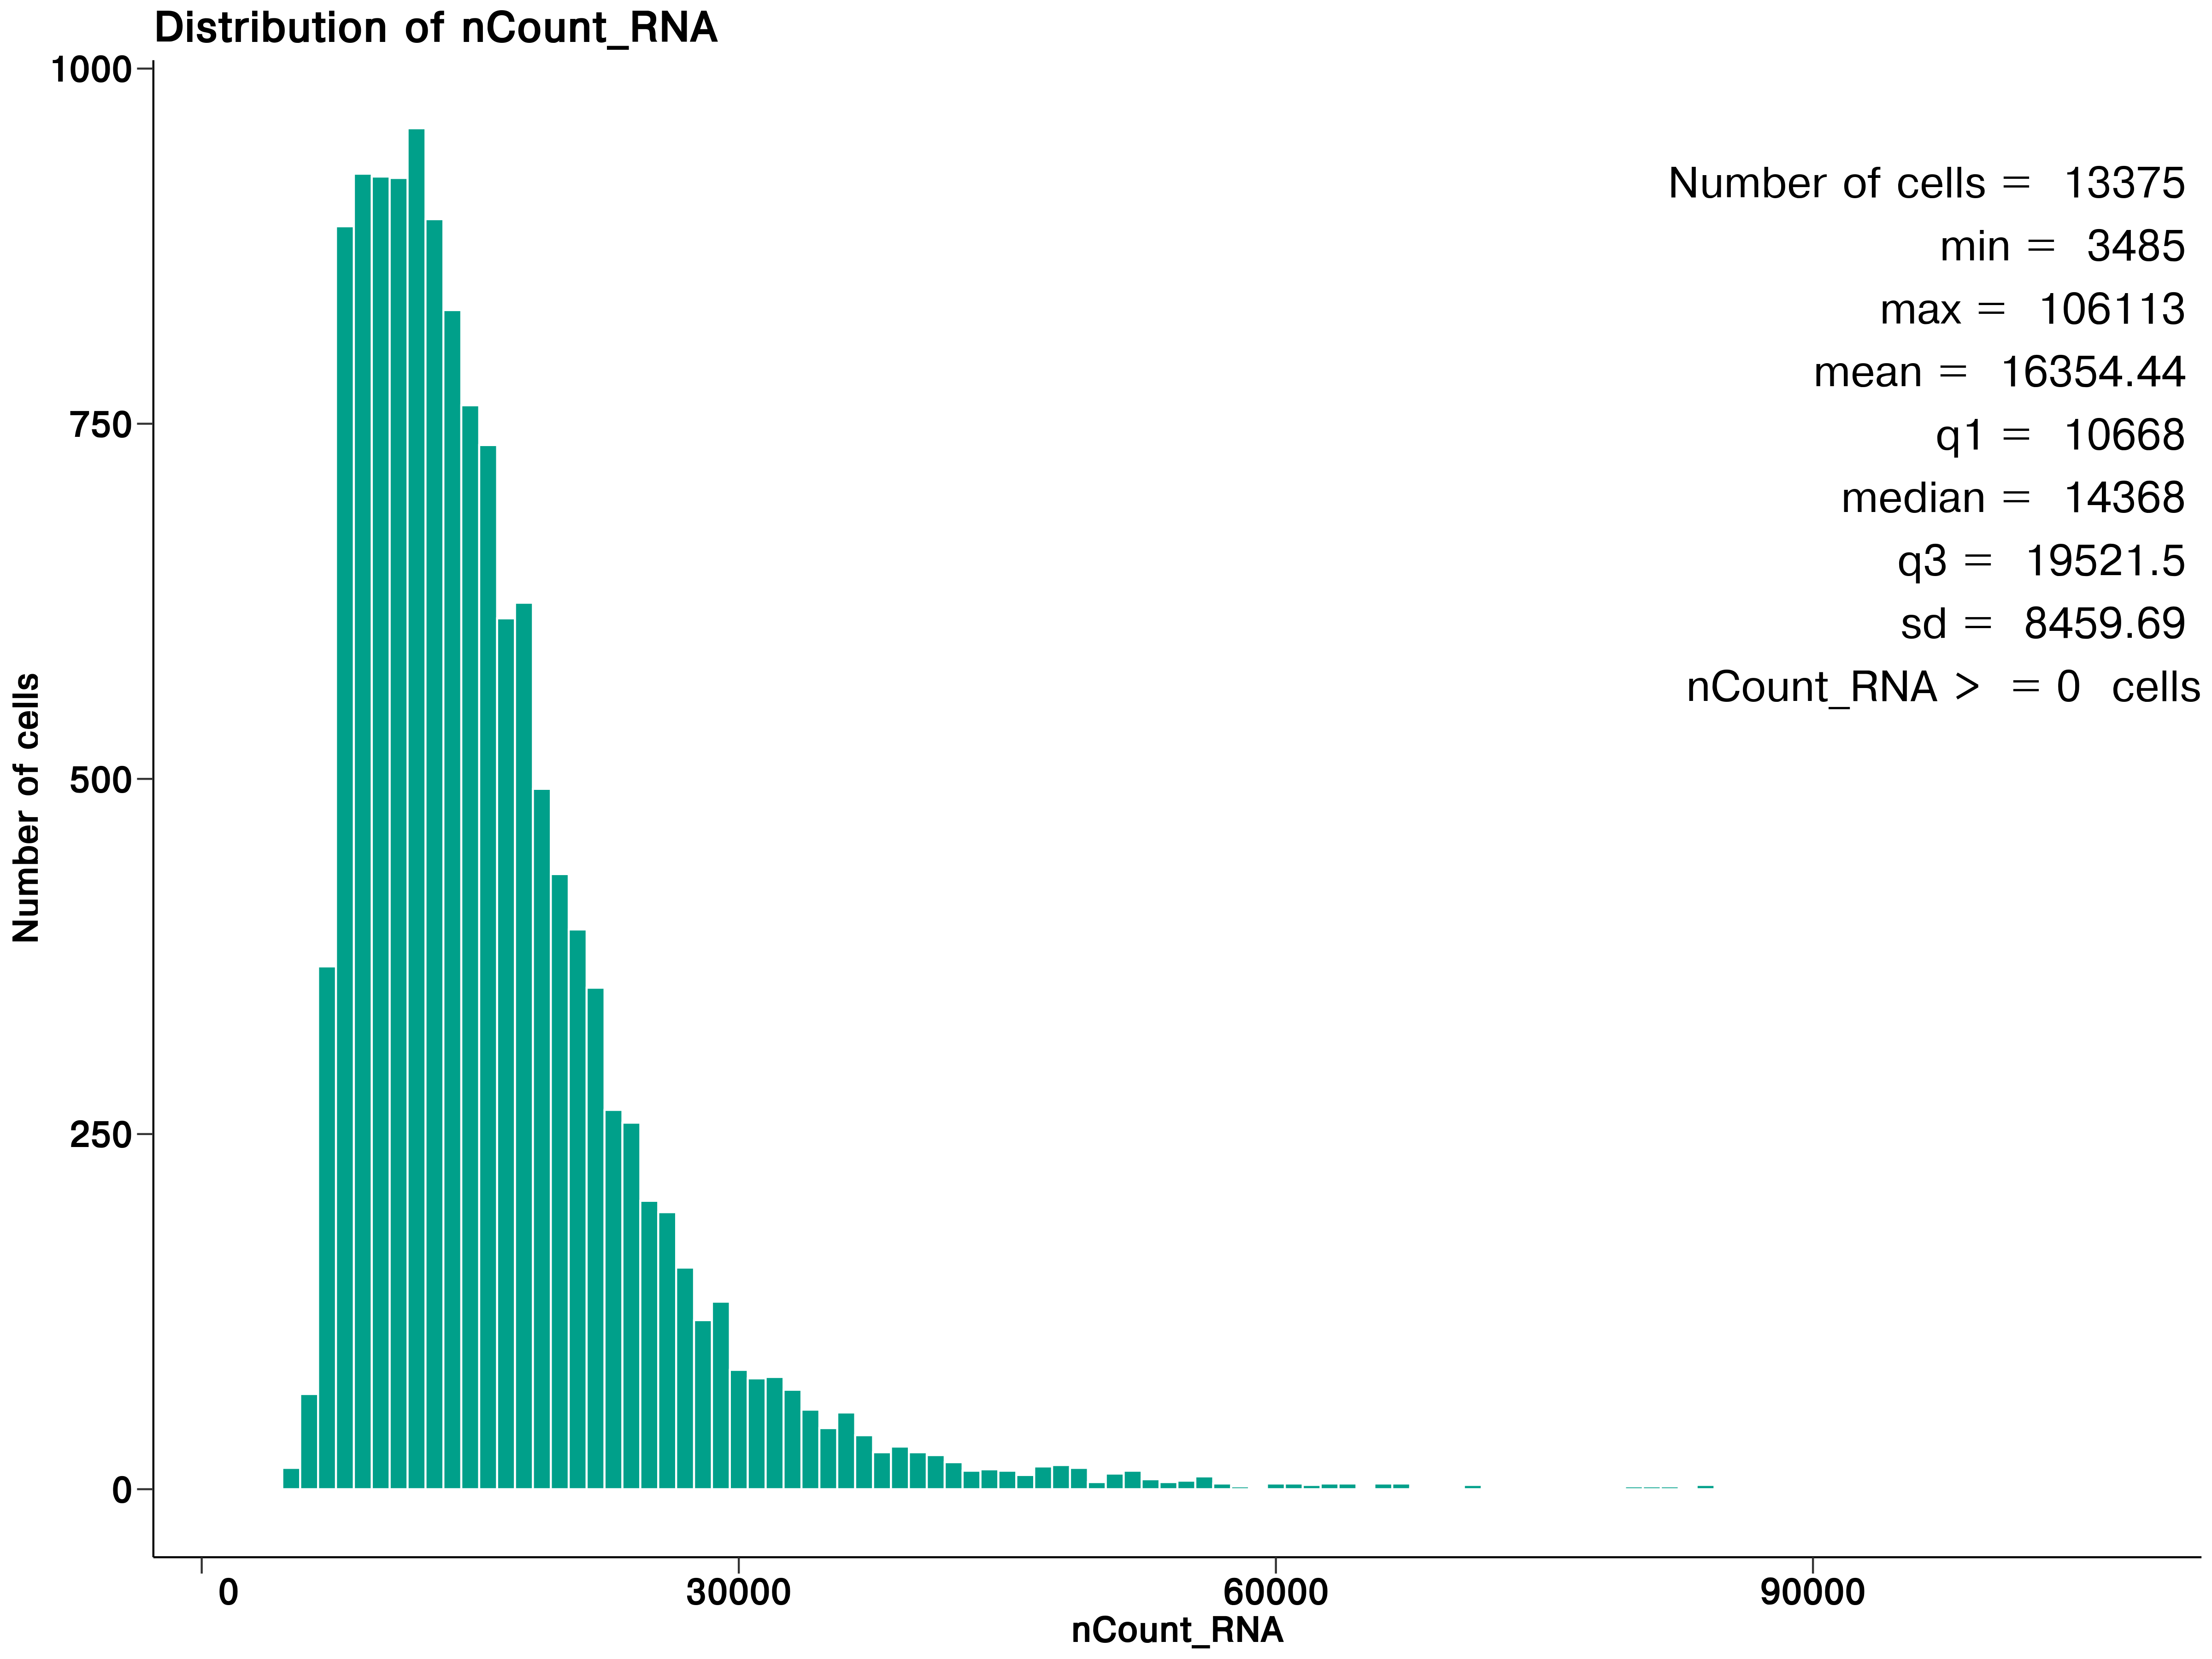 Distribution of nCount_RNA
1000
750
500
250
0
Number of cells
Number of cells = 13375
min = 3485
max = 106113
mean = 16354.44
q1 = 10668
median = 14368
q3 = 19521.5
sd = 8459.69
nCount_RNA > = 0 cells
0 30000 60000 90000
nCount_RNA